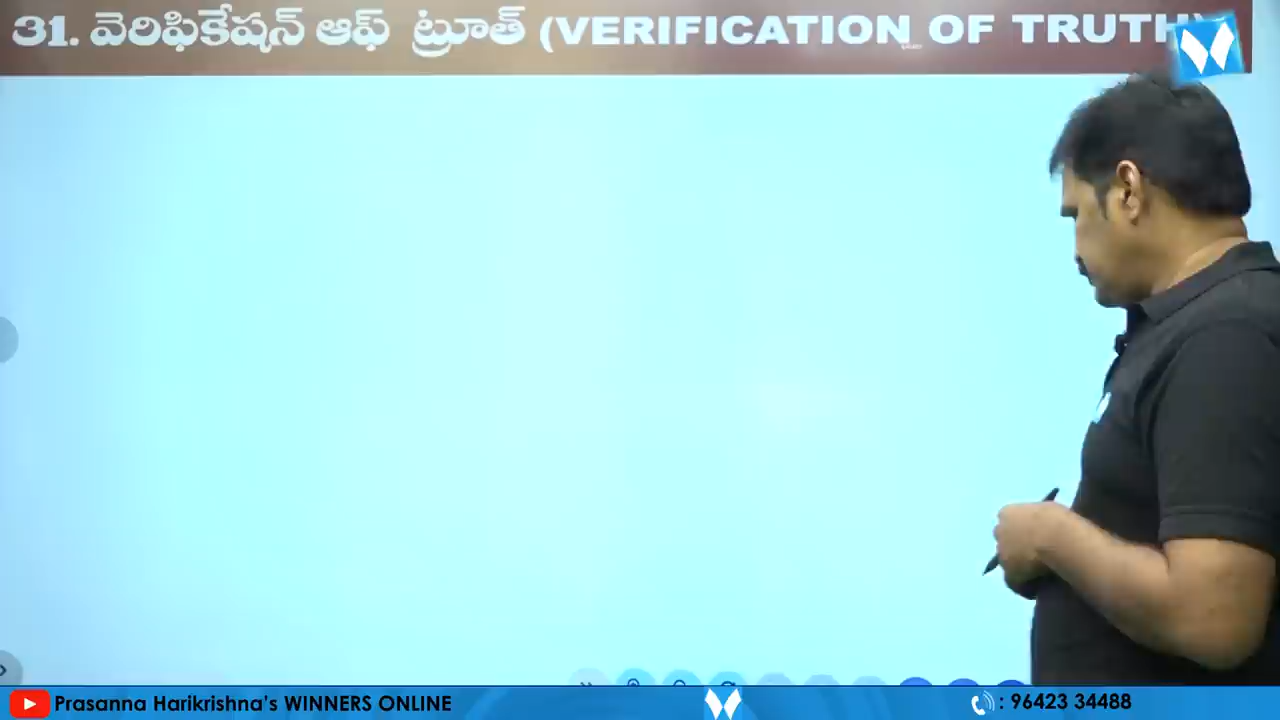 31. వెరిఫికేషన్ ఆఫ్ ట్రూత్ (VERIFICATION OF TRUTH)
Prasanna Harikrishna's WINNERS ONLINE
: 96423 34488